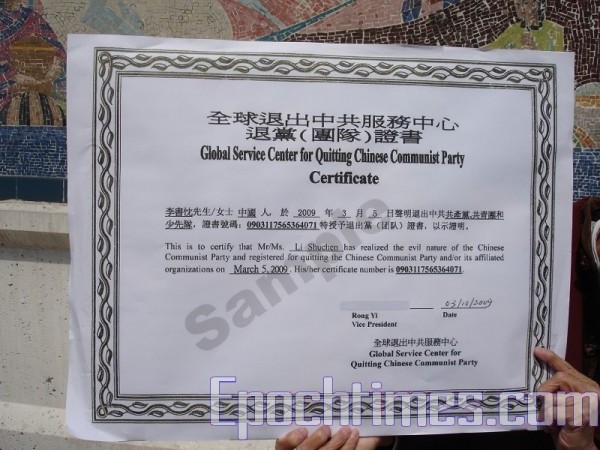 全球退出中共服務中心
退黨(團隊)證書
Global Service Center for Quitting Chinese Communist Party
Certificate
李書忱先生/女士 中國 人, 於 2009 年 3 月 5 日聲明退出中共共產黨,共青團和
少先隊. 證書號碼: 0903117565364071 特授予退出黨(团队)證書, 以示證明。
This is to certify that Mr/Ms. Li Shuchen has realized the evil nature of the Chinese
Communist Party and registered for quitting the Chinese Communist Party and/or its affiliated
organizations on March 5, 2009. His/her certificate number is 0903117565364071.
Sample
03/10/2009
Rong Yi Date
Vice President
全球退出中共服務中心
Global Service Center for
Quitting Chinese Communist Party
Epochtimes.com